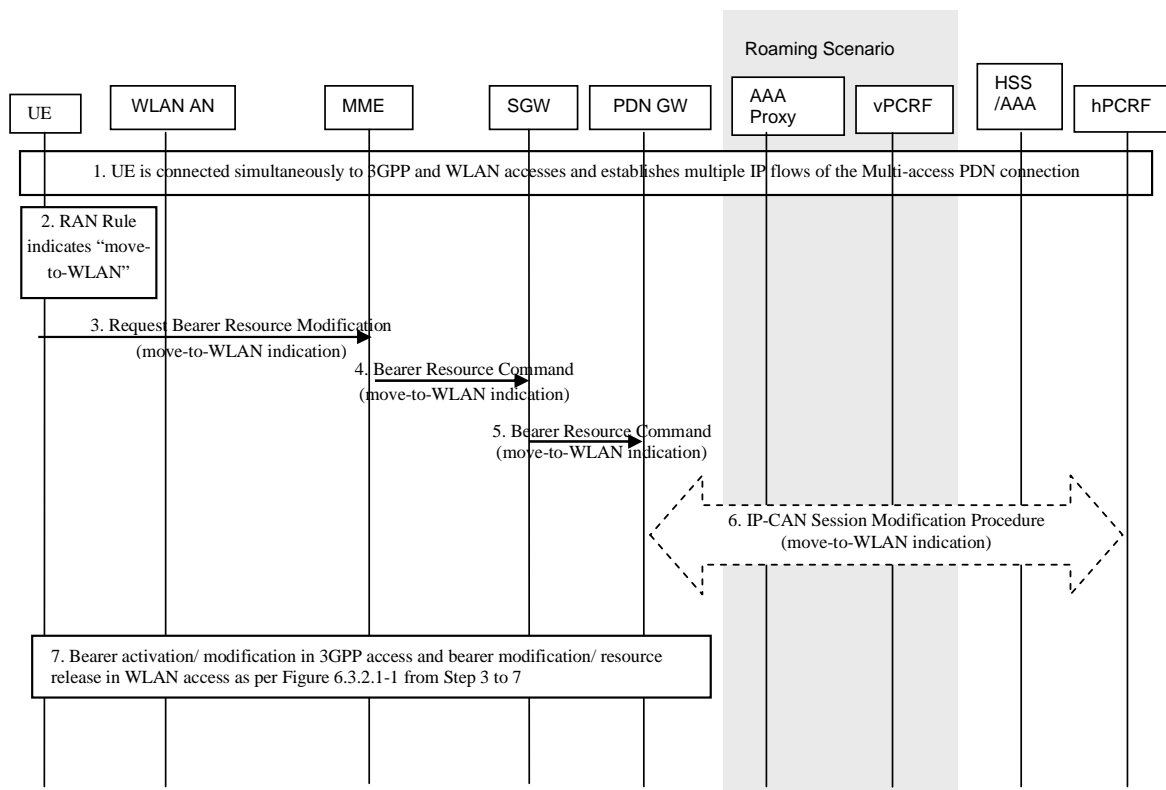 Roaming Scenario
UE
WLAN AN
MME
SGW
PDN GW
AAA
Proxy
vPCRF
HSS
/AAA
hPCRF
1. UE is connected simultaneously to 3GPP and WLAN accesses and establishes multiple IP flows of the Multi-access PDN connection
2. RAN Rule
indicates “move-
to-WLAN”
3. Request Bearer Resource Modification
(move-to-WLAN indication)
4. Bearer Resource Command
(move-to-WLAN indication)
5. Bearer Resource Command
(move-to-WLAN indication)
6. IP-CAN Session Modification Procedure
(move-to-WLAN indication)
7. Bearer activation/ modification in 3GPP access and bearer modification/ resource
release in WLAN access as per Figure 6.3.2.1-1 from Step 3 to 7